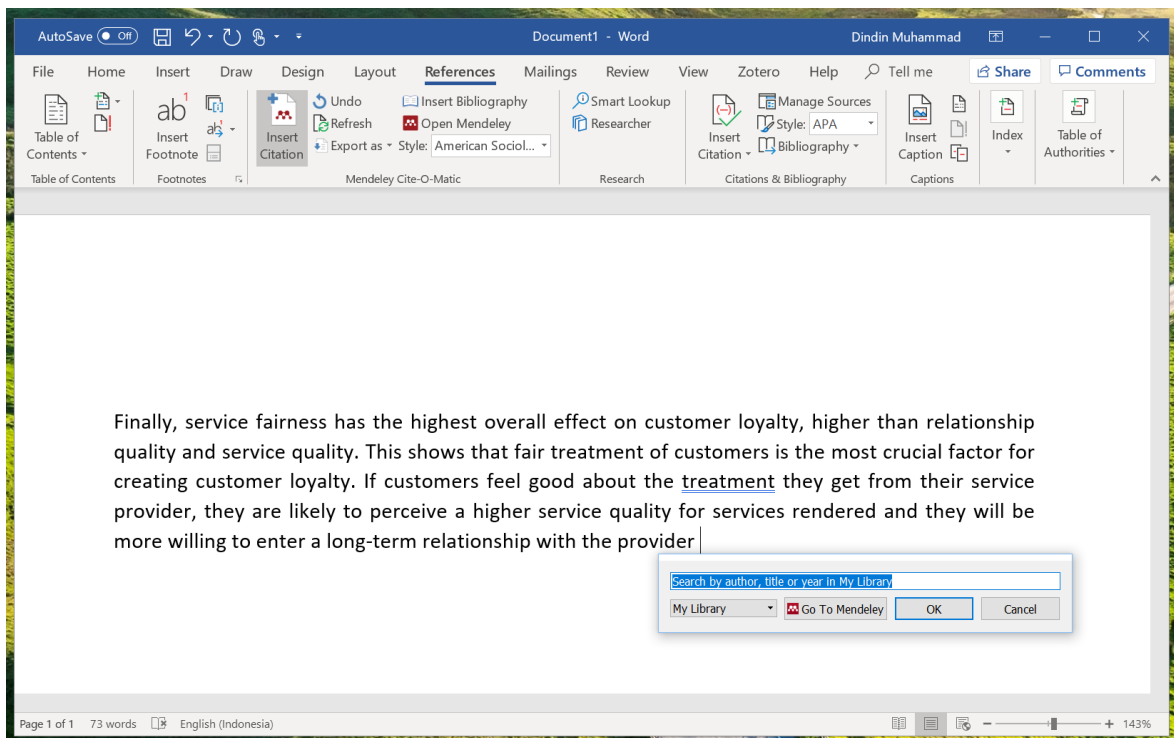 AutoSave Off Document1 - Word Dindin Muhammad
File Home Insert Draw Design Layout References Mailings Review View Zotero Help Tell me Share Comments
Table of Contents
Insert Footnote
ab 1
ab
Insert Citation
Undo Insert Bibliography
Refresh Open Mendeley
Export as Style: American Sociol...
Smart Lookup
Researcher
Insert Citation
Manage Sources
Style: APA
Bibliography
Insert Caption
Index
Table of Authorities
Table of Contents Footnotes Mendeley Cite-O-Matic Research Citations & Bibliography Captions
Finally, service fairness has the highest overall effect on customer loyalty, higher than relationship
quality and service quality. This shows that fair treatment of customers is the most crucial factor for
creating customer loyalty. If customers feel good about the treatment they get from their service
provider, they are likely to perceive a higher service quality for services rendered and they will be
more willing to enter a long-term relationship with the provider
Search by author, title or year in My Library
My Library Go To Mendeley OK Cancel
Page 1 of 1 73 words English (Indonesia) 143%